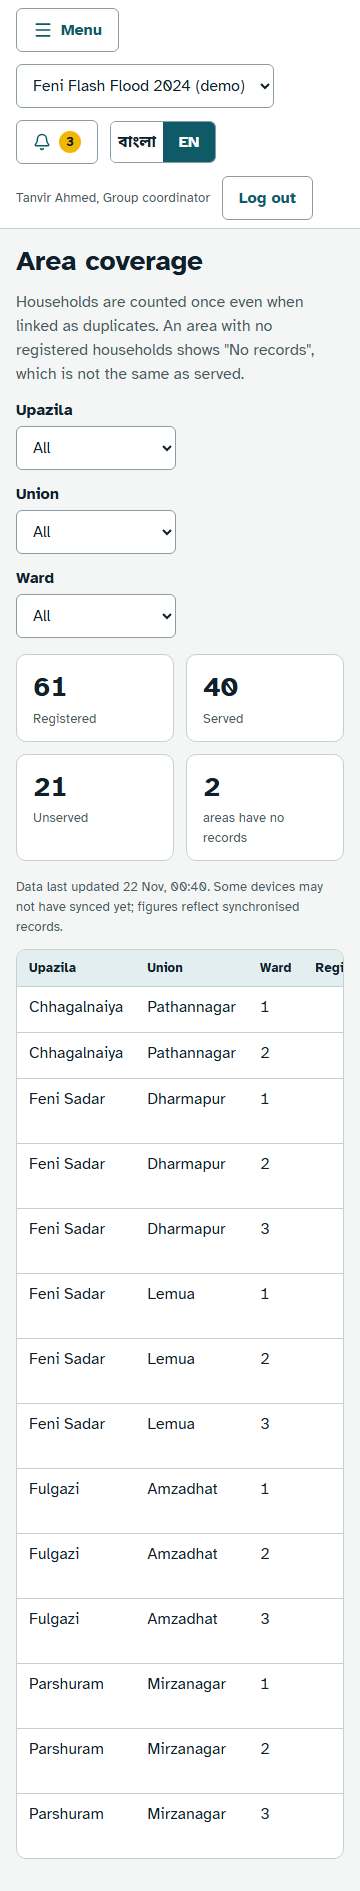 Menu
Feni Flash Flood 2024 (demo)
3
বাংলা EN
Tanvir Ahmed, Group coordinator Log out
Area coverage
Households are counted once even when
linked as duplicates. An area with no
registered households shows "No records",
which is not the same as served.
Upazila
All
Union
All
Ward
All
61 40
Registered Served
21 2
Unserved areas have no
records
Data last updated 22 Nov, 00:40. Some devices may
not have synced yet; figures reflect synchronised
records.
Upazila Union Ward Regi
Chhagalnaiya Pathannagar 1
Chhagalnaiya Pathannagar 2
Feni Sadar Dharmapur 1
Feni Sadar Dharmapur 2
Feni Sadar Dharmapur 3
Feni Sadar Lemua 1
Feni Sadar Lemua 2
Feni Sadar Lemua 3
Fulgazi Amzadhat 1
Fulgazi Amzadhat 2
Fulgazi Amzadhat 3
Parshuram Mirzanagar 1
Parshuram Mirzanagar 2
Parshuram Mirzanagar 3